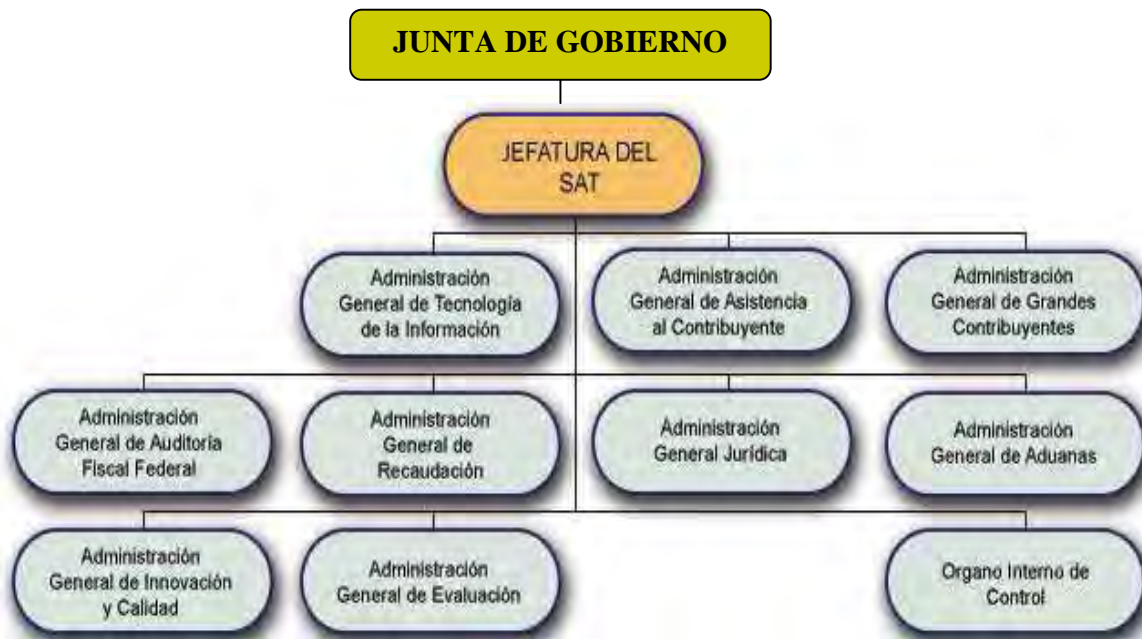 JUNTA DE GOBIERNO
JEFATURA DEL
SAT
Administración
General de Tecnología
de la Información
Administración
General de Asistencia
al Contribuyente
Administración
General de Grandes
Contribuyentes
Administración
General de Auditoria
Fiscal Federal
Administración
General de
Recaudación
Administración
General Jurídica
Administración
General de Aduanas
Administración
General de Innovación
y Calidad
Administración
General de Evaluación
Organo Interno de
Control